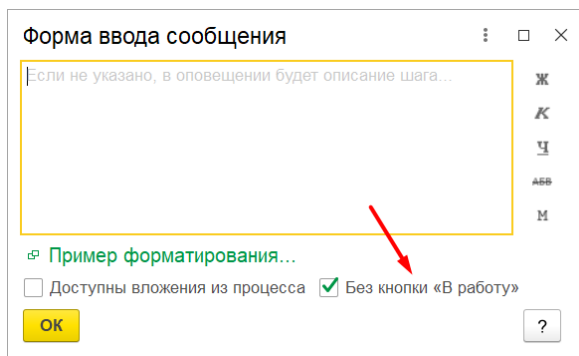 Форма ввода сообщения
Если не указано, в оповещении будет описание шага...
Ж
К
Ч
АБВ
М
Пример форматирования...
Доступны вложения из процесса Без кнопки «В работу»
ОК ?